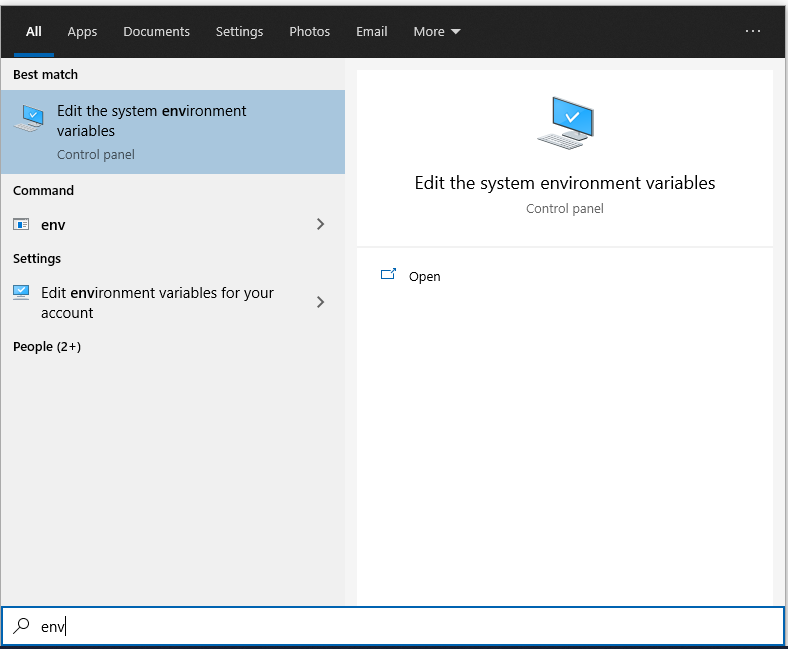 All Apps Documents Settings Photos Email More ...
Best match
Edit the system environment
variables
Control panel
Command
env
Settings
Edit environment variables for your
account
People (2+)
Edit the system environment variables
Control panel
Open
env